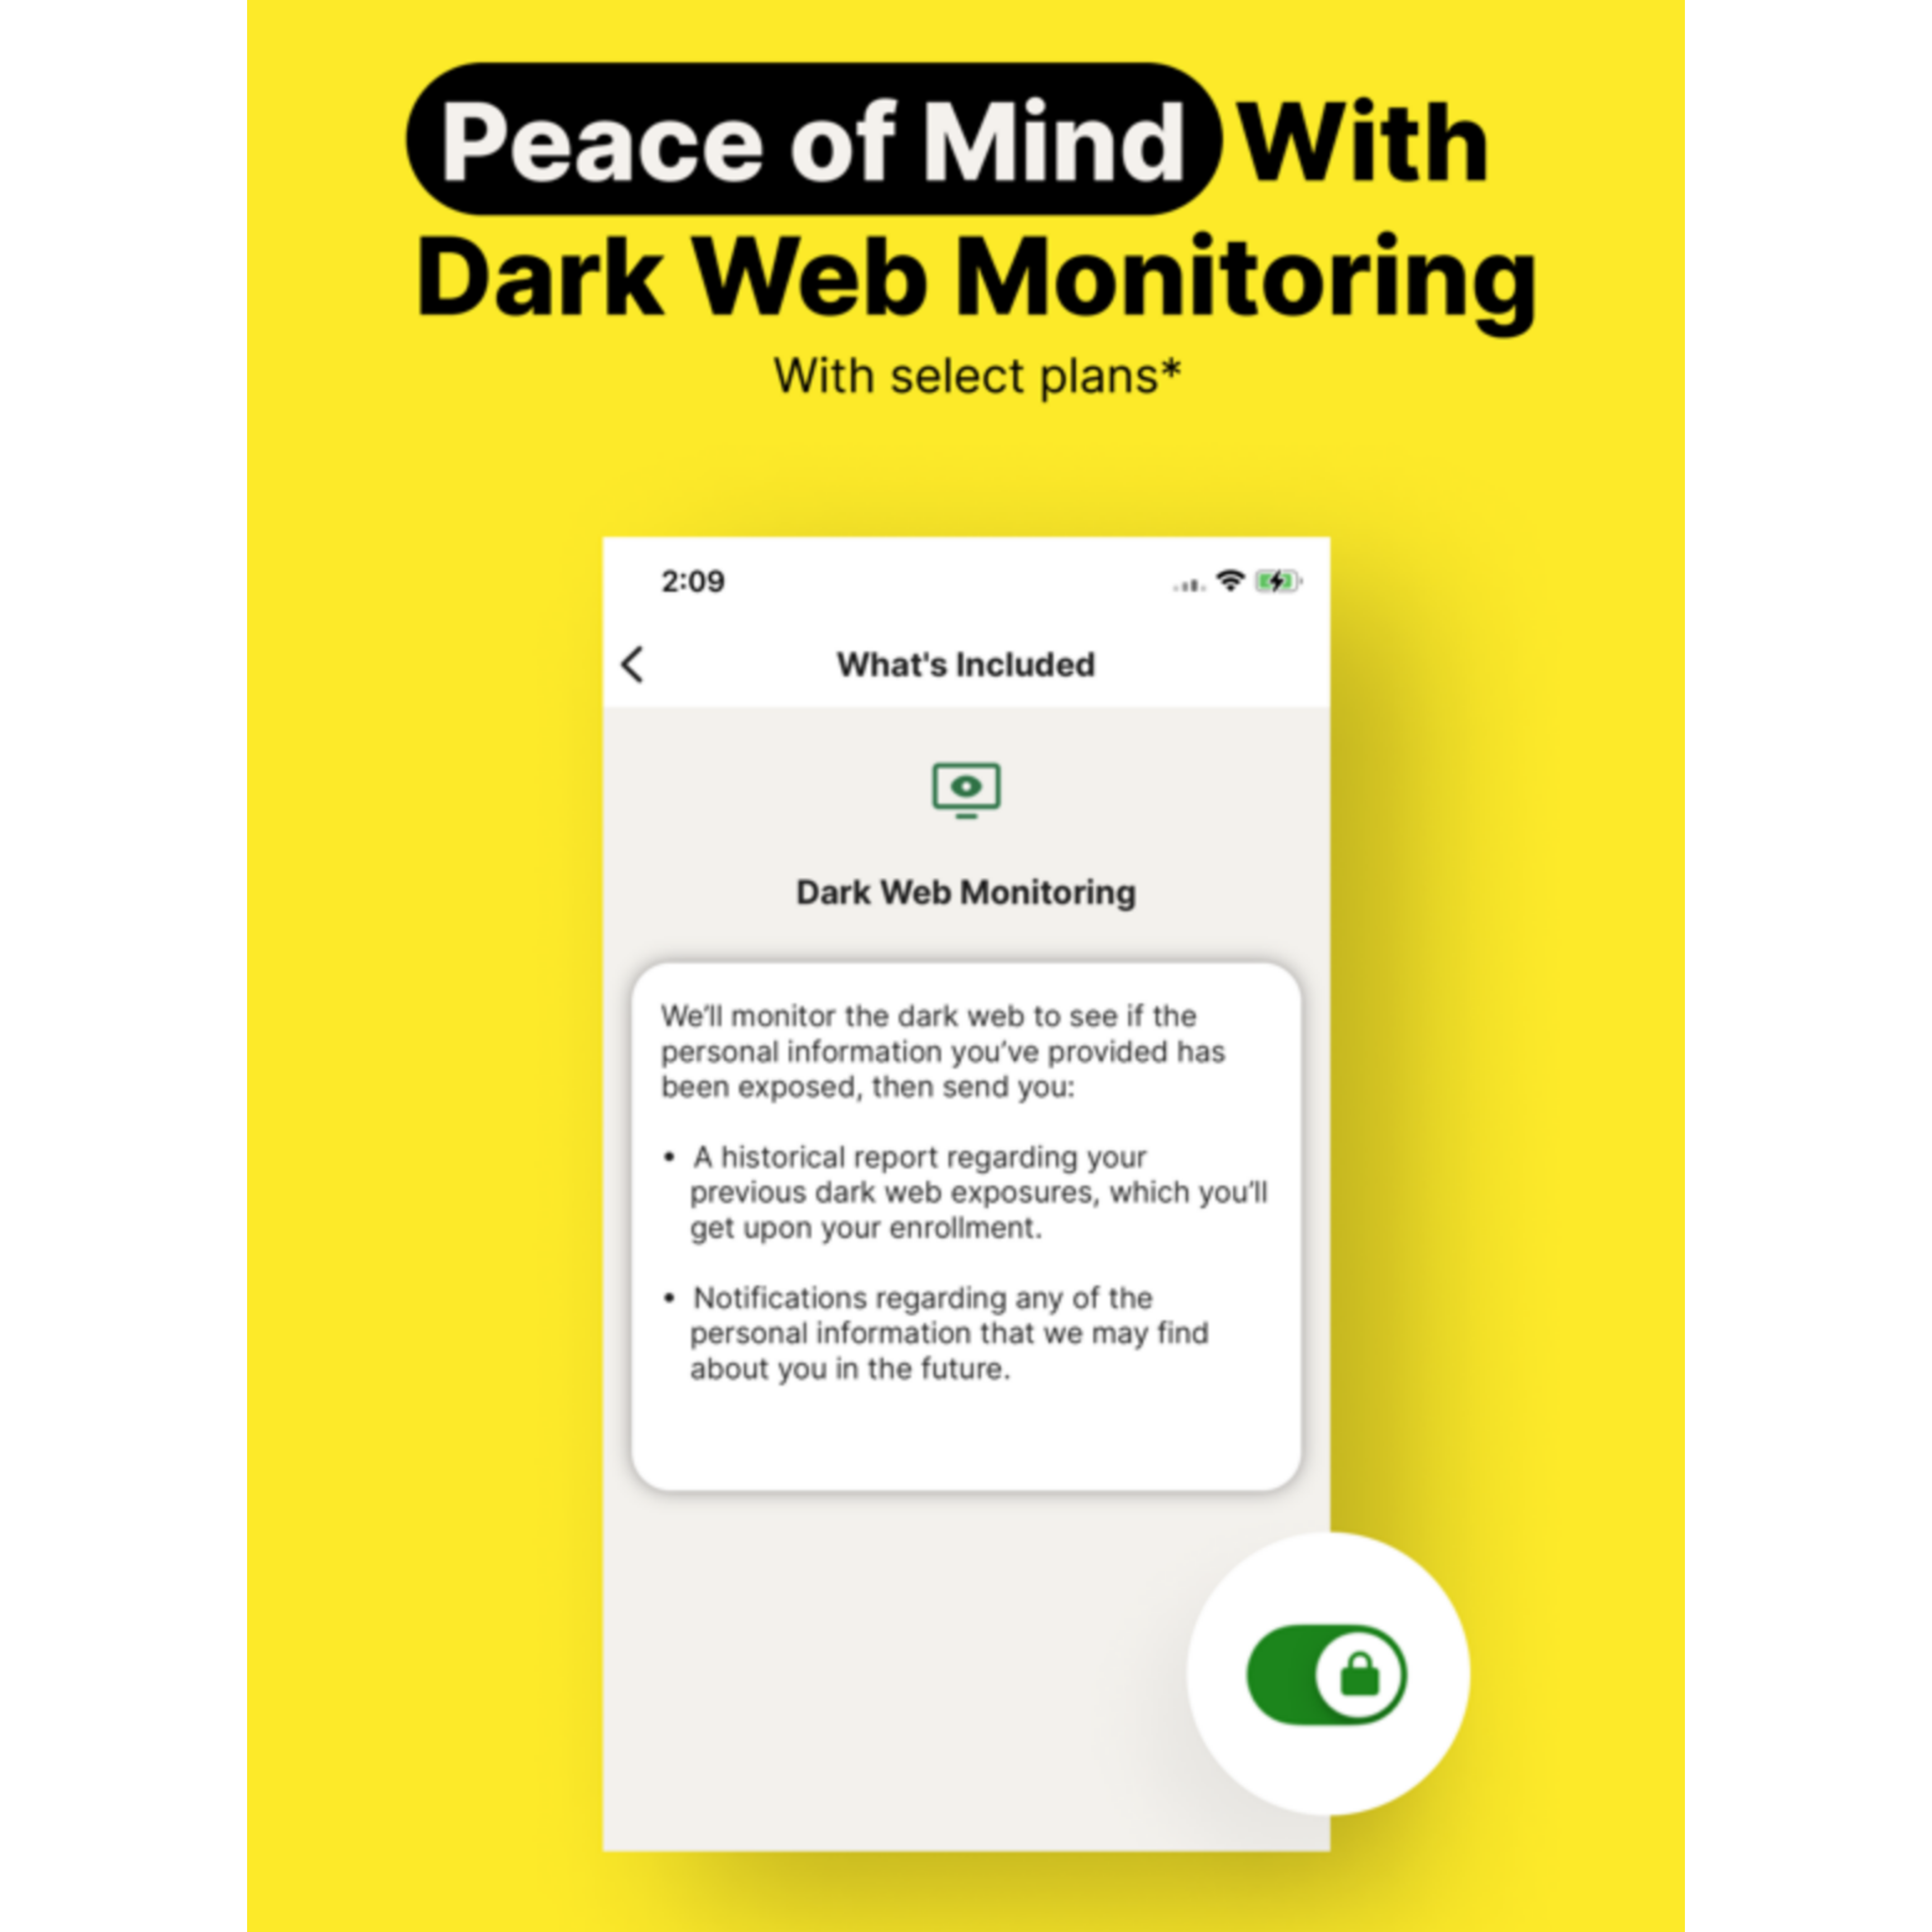 Peace of Mind With
Dark Web Monitoring
With select plans*
2:09
What's Included
Dark Web Monitoring
We’ll monitor the dark web to see if the
personal information you’ve provided has
been exposed, then send you:
• A historical report regarding your
previous dark web exposures, which you’ll
get upon your enrollment.
• Notifications regarding any of the
personal information that we may find
about you in the future.